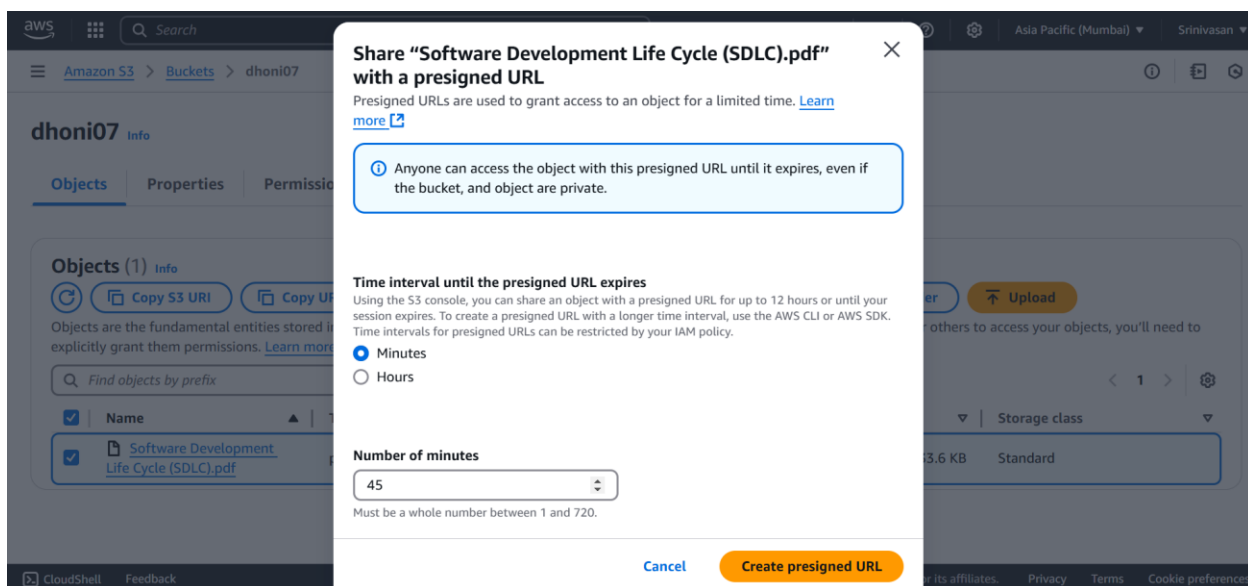 aws
Search
Asia Pacific (Mumbai)
Srinivasan
Amazon S3 > Buckets > dhoni07
dhoni07 Info
Objects
Properties
Objects (1) Info
Copy S3 URI
Copy
Upload
Objects are the fundamental entities stored
others to access your objects, you'll need to
explicitly grant them permissions. Learn more
Find objects by prefix
1
Name
Storage class
Software Development
Life Cycle (SDLC).pdf
3.6 KB
Standard
Share “Software Development Life Cycle (SDLC).pdf”
with a presigned URL
Presigned URLs are used to grant access to an object for a limited time. Learn
more
Anyone can access the object with this presigned URL until it expires, even if
the bucket, and object are private.
Time interval until the presigned URL expires
Using the S3 console, you can share an object with a presigned URL for up to 12 hours or until your
session expires. To create a presigned URL with a longer time interval, use the AWS CLI or AWS SDK.
Time intervals for presigned URLs can be restricted by your IAM policy.
Minutes
Hours
Number of minutes
45
Must be a whole number between 1 and 720.
Cancel
Create presigned URL
CloudShell
Feedback
or its affiliates.
Privacy
Terms
Cookie preferences